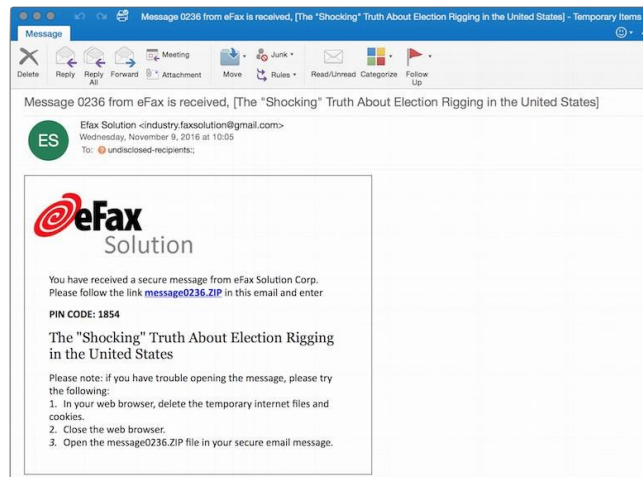 Message 0236 from eFax is received, [The "Shocking" Truth About Election Rigging in the United States] - Temporary Items
Message
Meeting
Junk
Delete
Reply
Reply All
Forward
Attachment
Move
Rules
Read/Unread
Categorize
Follow Up
Message 0236 from eFax is received, [The "Shocking" Truth About Election Rigging in the United States]
ES
Efax Solution <industry.faxsolution@gmail.com>
Wednesday, November 9, 2016 at 10:05
To: undisclosed-recipients:;
eFax
Solution
You have received a secure message from eFax Solution Corp.
Please follow the link message0236.ZIP in this email and enter
PIN CODE: 1854
The "Shocking" Truth About Election Rigging
in the United States
Please note: if you have trouble opening the message, please try
the following:
1. In your web browser, delete the temporary internet files and
cookies.
2. Close the web browser.
3. Open the message0236.ZIP file in your secure email message.